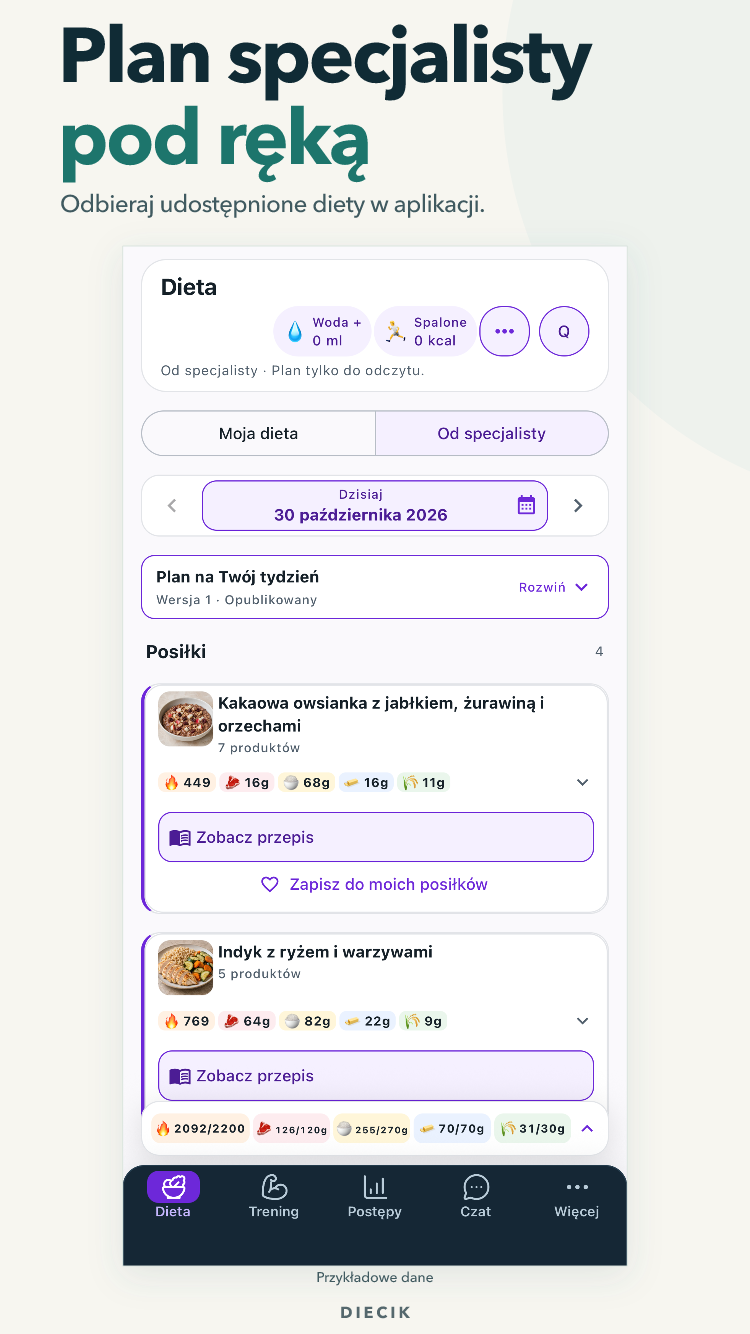 Plan specjalisty
pod ręką
Odbieraj udostępnione diety w aplikacji.
Dieta
Woda +
0 ml
Spalone
0 kcal
Q
Od specjalisty · Plan tylko do odczytu.
Moja dieta
Od specjalisty
Dzisiaj
30 października 2026
Plan na Twój tydzień
Wersja 1 · Opublikowany
Rozwiń
Posiłki
4
Kakaowa owsianka z jabłkiem, żurawiną i
orzechami
7 produktów
449 16g 68g 16g 11g
Zobacz przepis
Zapisz do moich posiłków
Indyk z ryżem i warzywami
5 produktów
769 64g 82g 22g 9g
Zobacz przepis
2092/2200 126/120g 255/270g 70/70g 31/30g
Dieta
Trening
Postępy
Czat
Więcej
Przykładowe dane
DIECIK